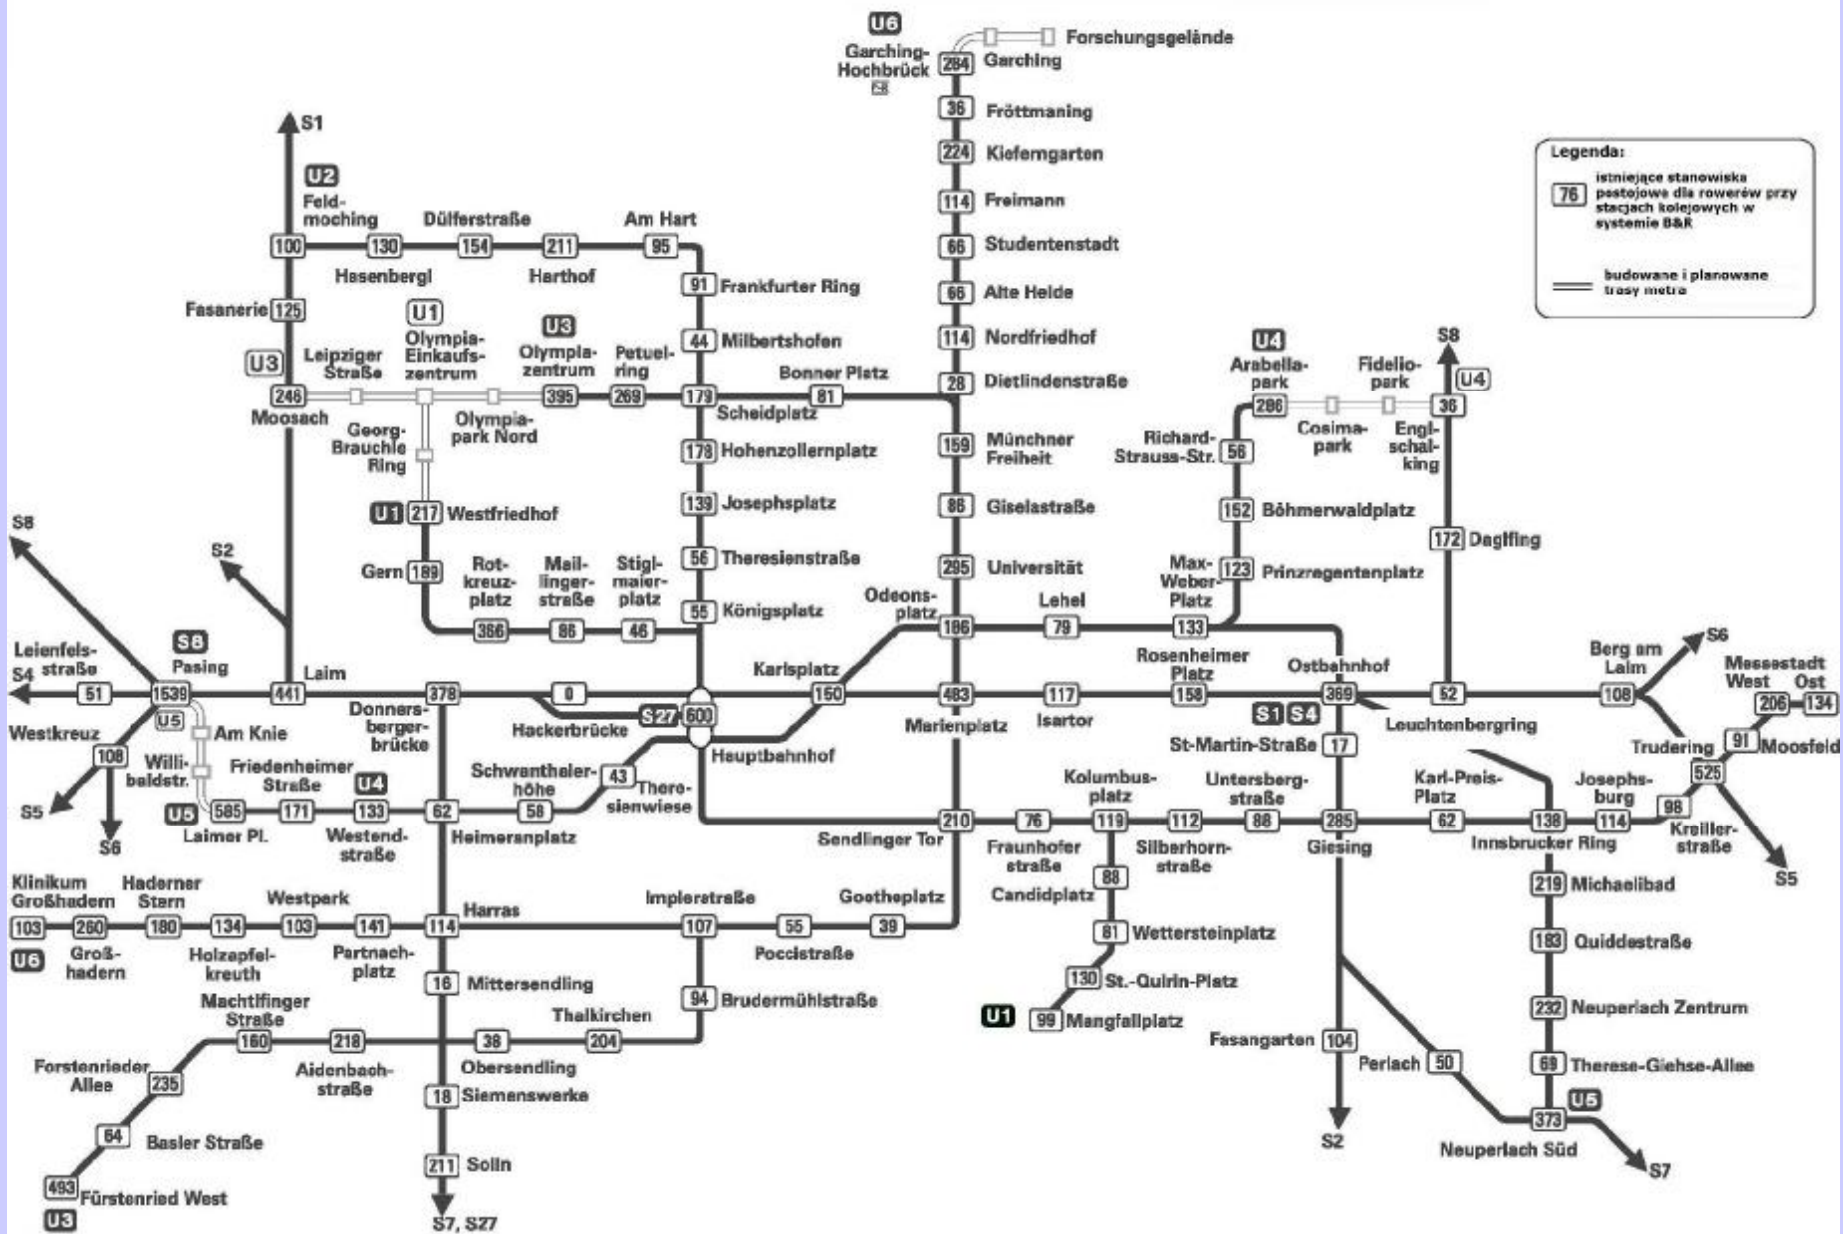 U6
Garching-
Hochbrück
P+R
284
Garching
Forschungsgelände
36
Fröttmaning
224
Kieferngarten
114
Freimann
66
Studentenstadt
66
Alte Heide
114
Nordfriedhof
28
Dietlindenstraße
159
Münchner
Freiheit
86
Giselastraße
295
Universität
Odeons-
platz
186
Legenda:
76
istniejące stanowiska
postojowe dla rowerów przy
stacjach kolejowych w
systemie B&R
budowane i planowane
trasy metra
S1
U2
Feld-
moching
100
130
Hasenbergl
Dülferstraße
154
211
Harthof
Am Hart
95
91
Frankfurter Ring
44
Milbertshofen
Fasanerie
125
U3
246
Moosach
Leipziger
Straße
U1
Olympia-
Einkaufs-
zentrum
Olympia-
park Nord
U3
Olympia-
zentrum
395
Petuel-
ring
269
179
Scheidplatz
Bonner Platz
81
Georg-
Brauchle
Ring
U1
217
Westfriedhof
Gern
189
Rot-
kreuz-
platz
366
Mail-
linger-
straße
86
Stigl-
maier-
platz
46
178
Hohenzollernplatz
139
Josephsplatz
56
Theresienstraße
55
Königsplatz
U4
Arabella-
park
286
Cosima-
park
Fidelio-
park
S8
U4
36
Engl-
schal-
king
Richard-
Strauss-Str.
56
152
Böhmerwaldplatz
123
Prinzregentenplatz
172
Daglfing
Max-
Weber-
Platz
133
Lehel
79
S8
S2
Leienfels-
straße
S4
51
S8
Pasing
1539
U5
441
Laim
378
Donners-
berger-
brücke
0
Hackerbrücke
S27
600
Hauptbahnhof
Karlsplatz
150
483
Marienplatz
117
Isartor
Rosenheimer
Platz
158
Ostbahnhof
369
S1
S4
52
Leuchtenbergring
Berg am
Laim
108
S6
Messestadt
West
Ost
206
134
91
Moosfeld
Trudering
525
S5
98
Kreiller-
straße
Westkreuz
108
S5
S6
Am Knie
Willi-
baldstr.
U5
585
Laimer Pl.
Friedenheimer
Straße
171
U4
133
Westend-
straße
62
Heimeranplatz
Schwanthaler-
höhe
58
43
There-
sienwiese
St-Martin-Straße
17
Sendlinger Tor
210
76
Fraunhofer
straße
Kolumbus-
platz
119
112
Silberhorn-
straße
Untersberg-
straße
88
285
Giesing
Karl-Preis-
Platz
62
138
Innsbrucker Ring
Josephs-
burg
114
Klinikum
Großhadern
103
U6
260
Groß-
hadern
Haderner
Stern
180
134
Holzapfel-
kreuth
Westpark
103
141
Partnach-
platz
114
Harras
Implerstraße
107
55
Poccistraße
Goetheplatz
39
88
Candidplatz
81
Wettersteinplatz
130
St.-Quirin-Platz
U1
99
Mangfallplatz
219
Michaelibad
183
Quiddestraße
232
Neuperlach Zentrum
69
Therese-Giehse-Allee
U5
373
Neuperlach Süd
S7
Fasangarten
104
S2
Perlach
50
16
Mittersendling
94
Brudermühlstraße
Thalkirchen
204
38
Obersendling
218
Aidenbach-
straße
Machtlfinger
Straße
160
Forstenrieder
Allee
235
64
Basler Straße
493
Fürstenried West
U3
18
Siemenswerke
211
Solln
S7, S27